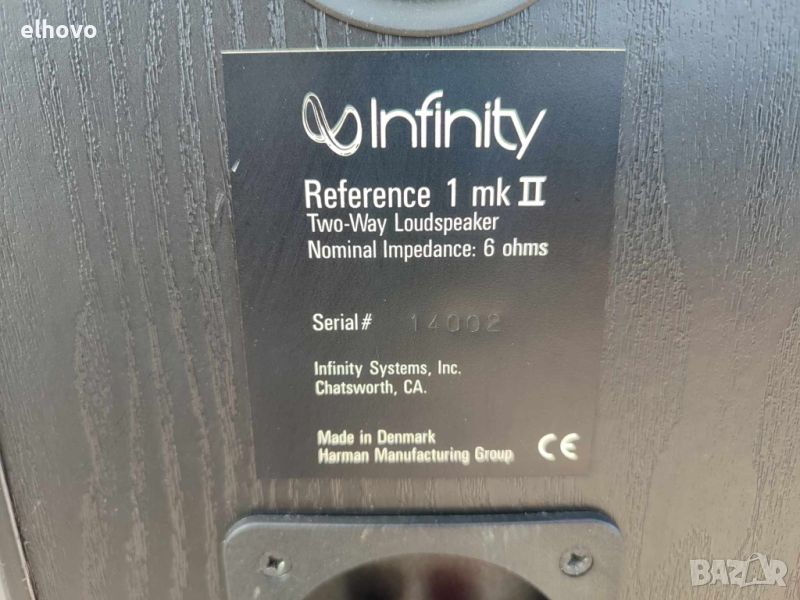 elhovo
Infinity
Reference 1 mk II
Two-Way Loudspeaker
Nominal Impedance: 6 ohms
Serial# 14002
Infinity Systems, Inc.
Chatsworth, CA.
Made in Denmark
Harman Manufacturing Group CE
BAZAR